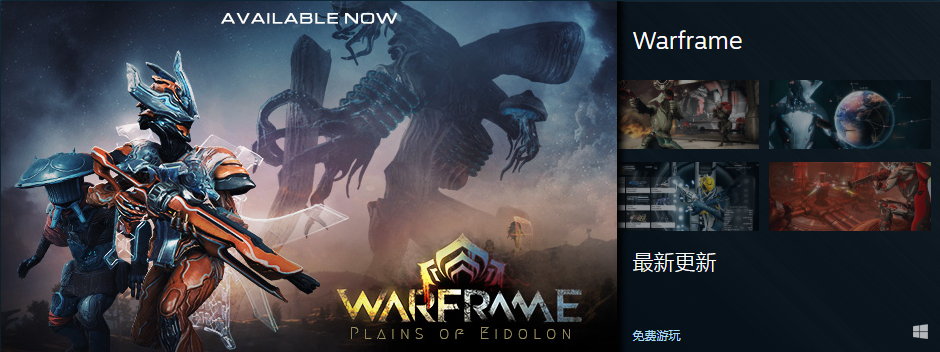 AVAILABLE NOW
WARFRAME
PLAINS OF EIDOLON
Warframe
最新更新
免费游玩